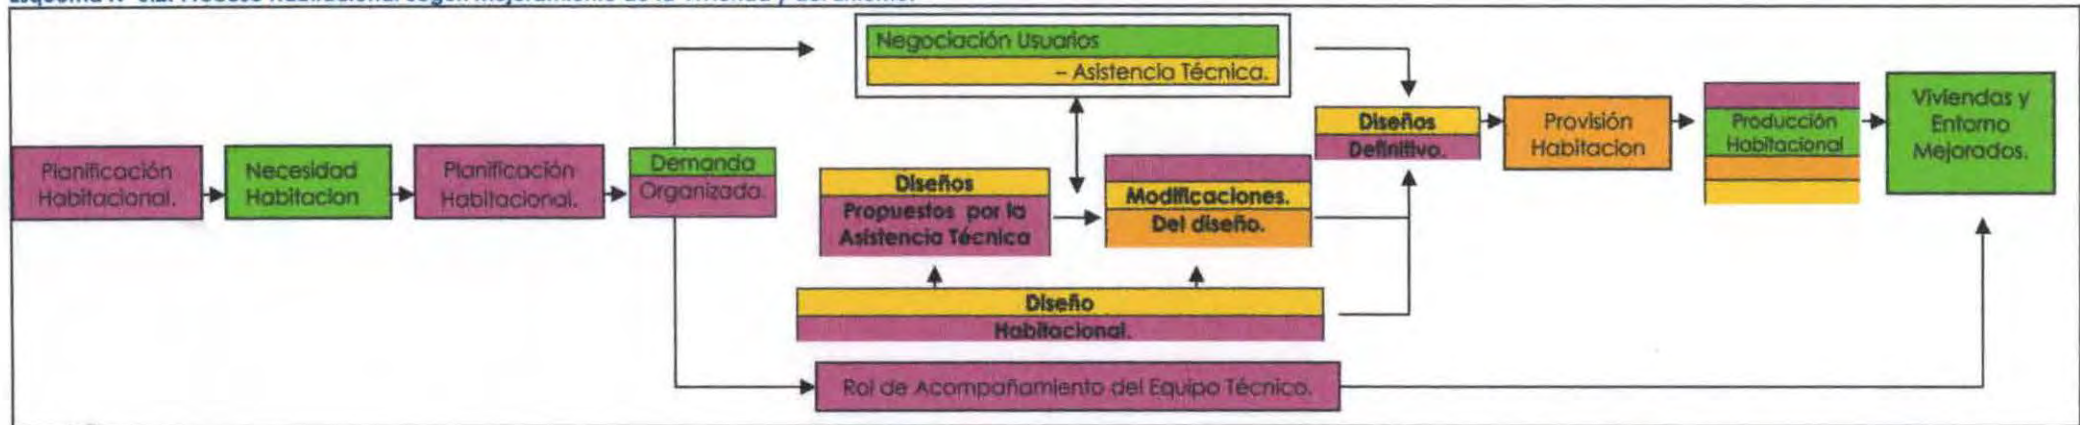 Planificación
Habitacional.
Necesidad
Habitacion
Planificación
Habitacional.
Demanda
Organizada.
Negociación Usuarios
– Asistencia Técnica.
Diseños
Propuestos por la
Asistencia Técnica
Modificaciones.
Del diseño.
Diseño
Habitacional.
Rol de Acompañamiento del Equipo Técnico.
Diseños
Definitivo.
Provisión
Habitacion
Producción
Habitacional
Viviendas y
Entorno
Mejorados.